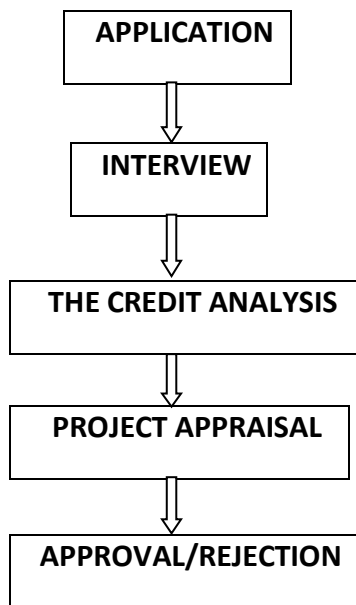 APPLICATION
INTERVIEW
THE CREDIT ANALYSIS
PROJECT APPRAISAL
APPROVAL/REJECTION